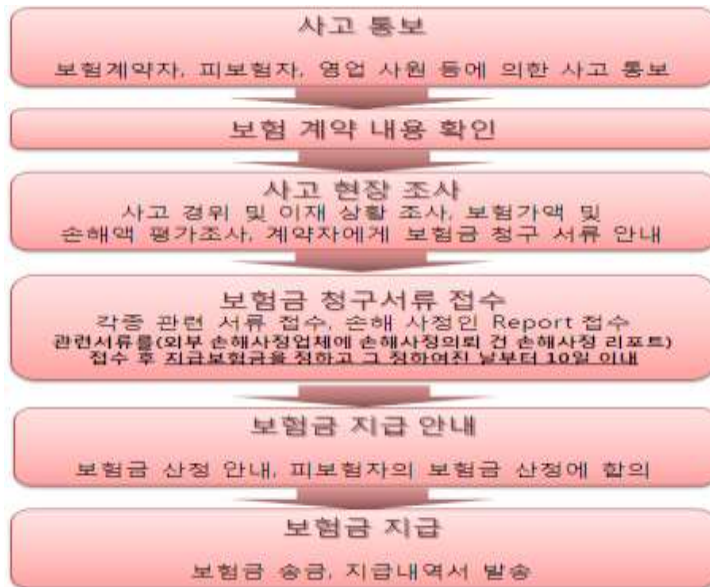 사고 통보
보험계약자, 피보험자, 영업 사원 등에 의한 사고 통보
보험 계약 내용 확인
사고 현장 조사
사고 경위 및 이재 상황 조사, 보험가액 및
손해액 평가조사, 계약자에게 보험금 청구 서류 안내
보험금 청구서류 접수
각종 관련 서류 접수, 손해 사정인 Report 접수
관련서류를(외부 손해사정업체에 손해사정의뢰 건 손해사정 리포트)
접수 후 지급보험금을 정하고 그 정하여진 날부터 10일 이내
보험금 지급 안내
보험금 산정 안내, 피보험자의 보험금 산정에 합의
보험금 지급
보험금 송금, 지급내역서 발송